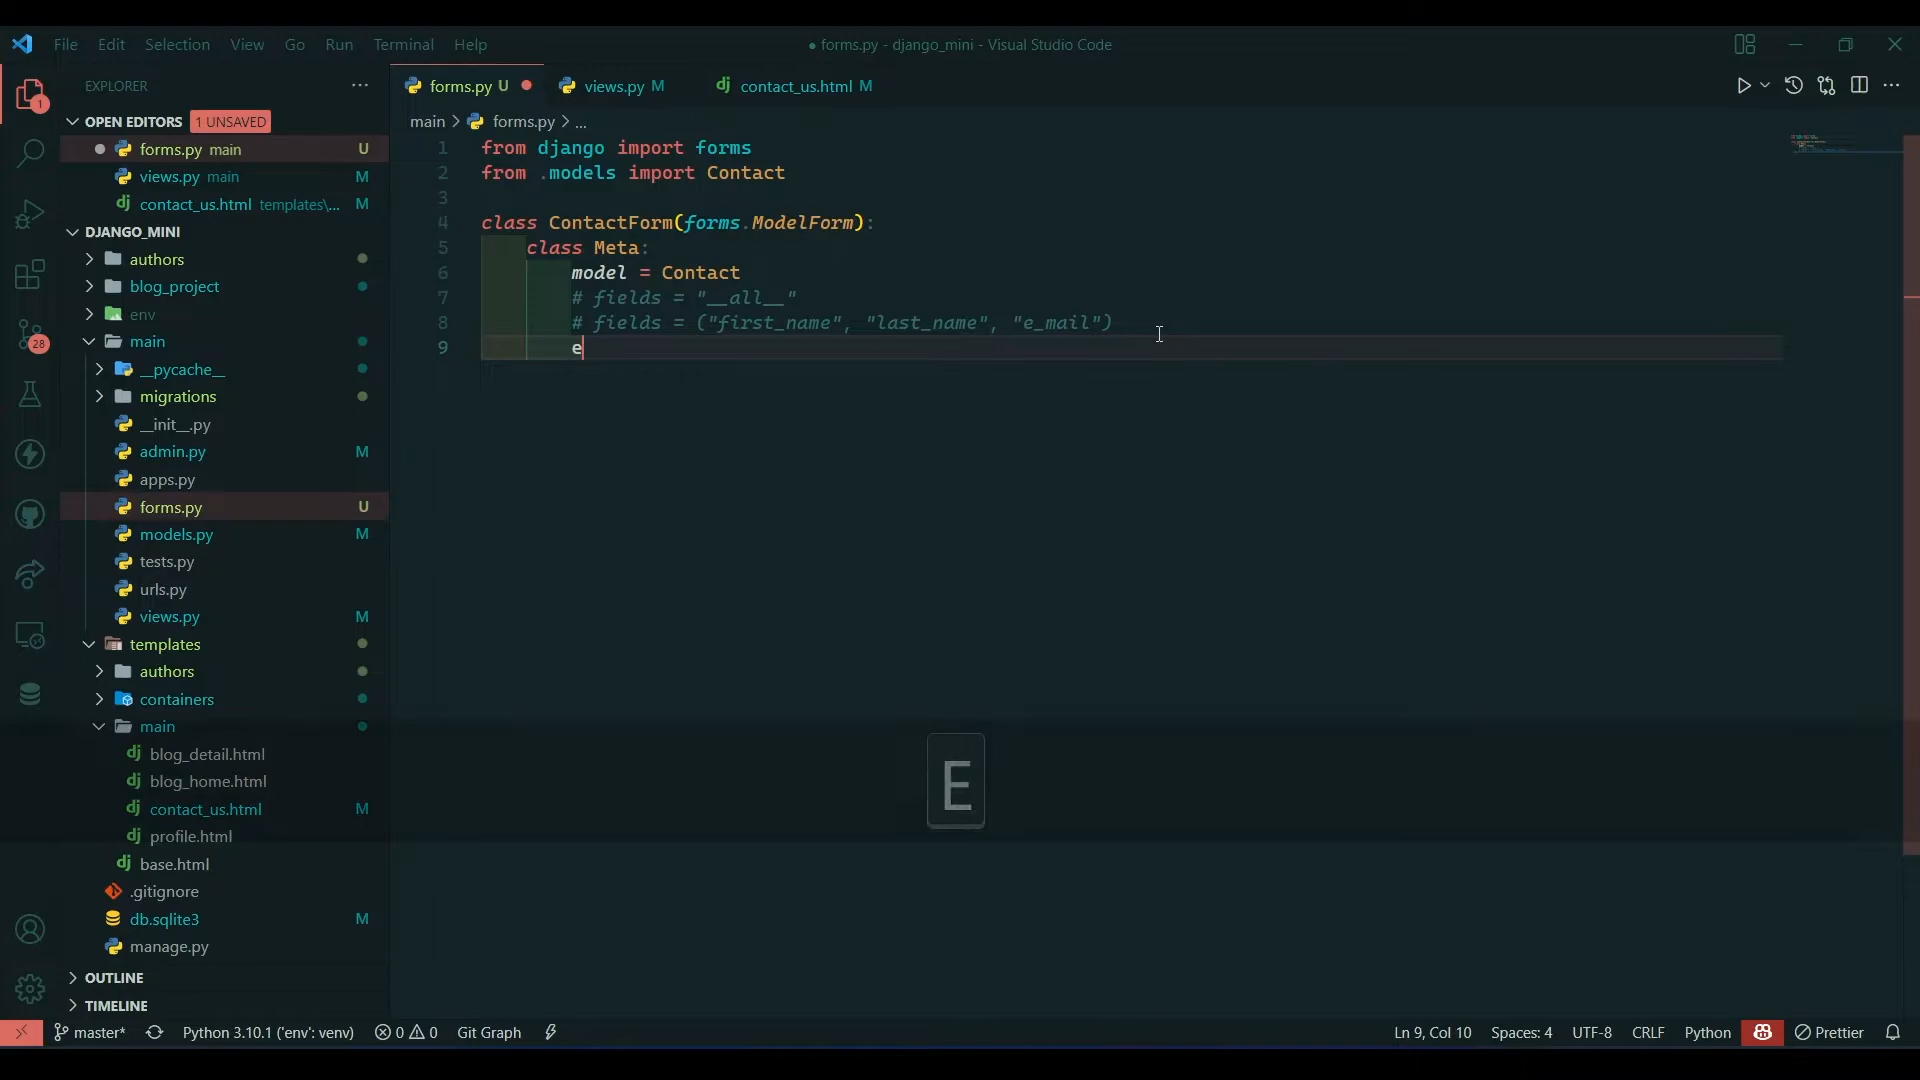 File Edit Selection View Go Run Terminal Help
● forms.py - django_mini - Visual Studio Code
EXPLORER
OPEN EDITORS 1 UNSAVED
forms.py main U
views.py main M
contact_us.html templates\... M
DJANGO_MINI
authors
blog_project
env
main
__pycache__
migrations
__init__.py
admin.py M
apps.py
forms.py U
models.py M
tests.py
urls.py
views.py M
templates
authors
containers
main
blog_detail.html
blog_home.html
contact_us.html M
profile.html
base.html
.gitignore
db.sqlite3 M
manage.py
OUTLINE
TIMELINE
1
28
forms.py U
views.py M
contact_us.html M
main > forms.py > ...
1 from django import forms
2 from .models import Contact
3
4 class ContactForm(forms.ModelForm):
5 class Meta:
6 model = Contact
7 # fields = "__all__"
8 # fields = ("first_name", "last_name", "e_mail")
9 e
E
master* Python 3.10.1 ('env': venv) 0 0 Git Graph
Ln 9, Col 10 Spaces: 4 UTF-8 CRLF Python Prettier